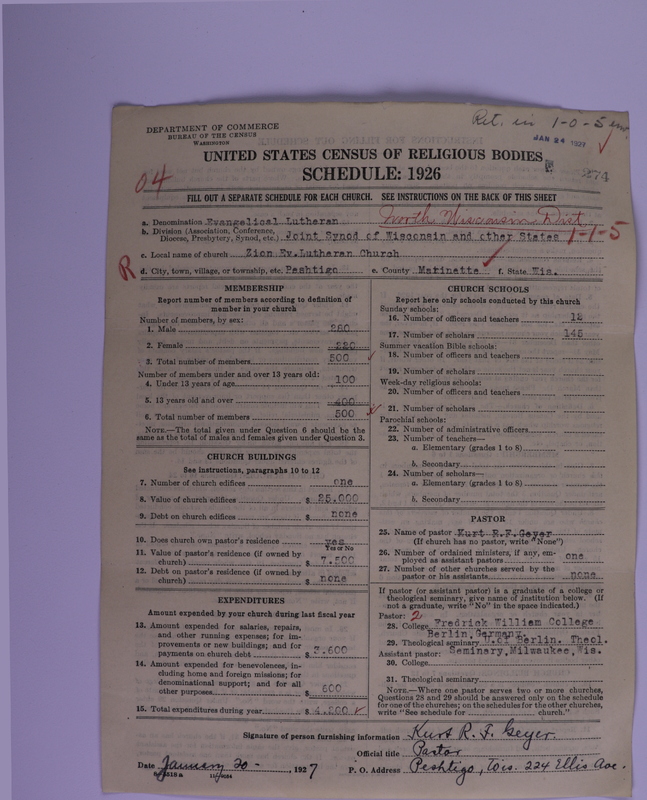 Ret. in 1-0-5
JAN 24 1927
DEPARTMENT OF COMMERCE
BUREAU OF THE CENSUS
WASHINGTON
UNITED STATES CENSUS OF RELIGIOUS BODIES
SCHEDULE: 1926
274
04
FILL OUT A SEPARATE SCHEDULE FOR EACH CHURCH. SEE INSTRUCTIONS ON THE BACK OF THIS SHEET
a. Denomination Evangelical Lutheran North Wisconsin Dist
b. Division (Association, Conference,
Diocese, Presbytery, Synod, etc.) Joint Synod of Wisconsin and other States 1-1-5
c. Local name of church Zion Ev.Lutheran Church
R
d. City, town, village, or township, etc. Peshtigo e. County Marinette f. State Wis.
MEMBERSHIP
Report number of members according to definition of
member in your church
Number of members, by sex:
1. Male 280
2. Female 220
3. Total number of members 500
Number of members under and over 13 years old:
4. Under 13 years of age 100
5. 13 years old and over 400
6. Total number of members 500
NOTE.—The total given under Question 6 should be the
same as the total of males and females given under Question 3.
CHURCH BUILDINGS
See instructions, paragraphs 10 to 12
7. Number of church edifices one
8. Value of church edifices $ 25.000
9. Debt on church edifices $ none
10. Does church own pastor's residence yes
Yes or No
11. Value of pastor's residence (if owned by
church) $ 7.500
12. Debt on pastor's residence (if owned by
church) $ none
EXPENDITURES
Amount expended by your church during last fiscal year
13. Amount expended for salaries, repairs,
and other running expenses; for im-
provements or new buildings; and for
payments on church debt $ 3.600
14. Amount expended for benevolences, in-
cluding home and foreign missions; for
denominational support; and for all
other purposes $ 600
15. Total expenditures during year $ 4.200
CHURCH SCHOOLS
Report here only schools conducted by this church
Sunday schools:
16. Number of officers and teachers 12
17. Number of scholars 145
Summer vacation Bible schools:
18. Number of officers and teachers
19. Number of scholars
Week-day religious schools:
20. Number of officers and teachers
21. Number of scholars
Parochial schools:
22. Number of administrative officers
23. Number of teachers—
a. Elementary (grades 1 to 8)
b. Secondary
24. Number of scholars—
a. Elementary (grades 1 to 8)
b. Secondary
PASTOR
25. Name of pastor Kurt R.F.Geyer
(If church has no pastor, write "None")
26. Number of ordained ministers, if any, em-
ployed as assistant pastors one
27. Number of other churches served by the
pastor or his assistants none
If pastor (or assistant pastor) is a graduate of a college or
theological seminary, give name of institution below. (If
not a graduate, write "No" in the space indicated.)
Pastor: 2
28. College Fredrick William College
Berlin,Germany.
29. Theological seminary U.of Berlin. Theol.
Assistant pastor: Seminary,Milwaukee,Wis.
30. College
31. Theological seminary
NOTE.—Where one pastor serves two or more churches,
Questions 28 and 29 should be answered only on the schedule
for one of the churches; on the schedules for the other churches,
write "See schedule for church."
Signature of person furnishing information Kurt R. F. Geyer
Official title Pastor
Date January 20 - , 1927 P. O. Address Peshtigo, Wis. 224 Ellis Ave.